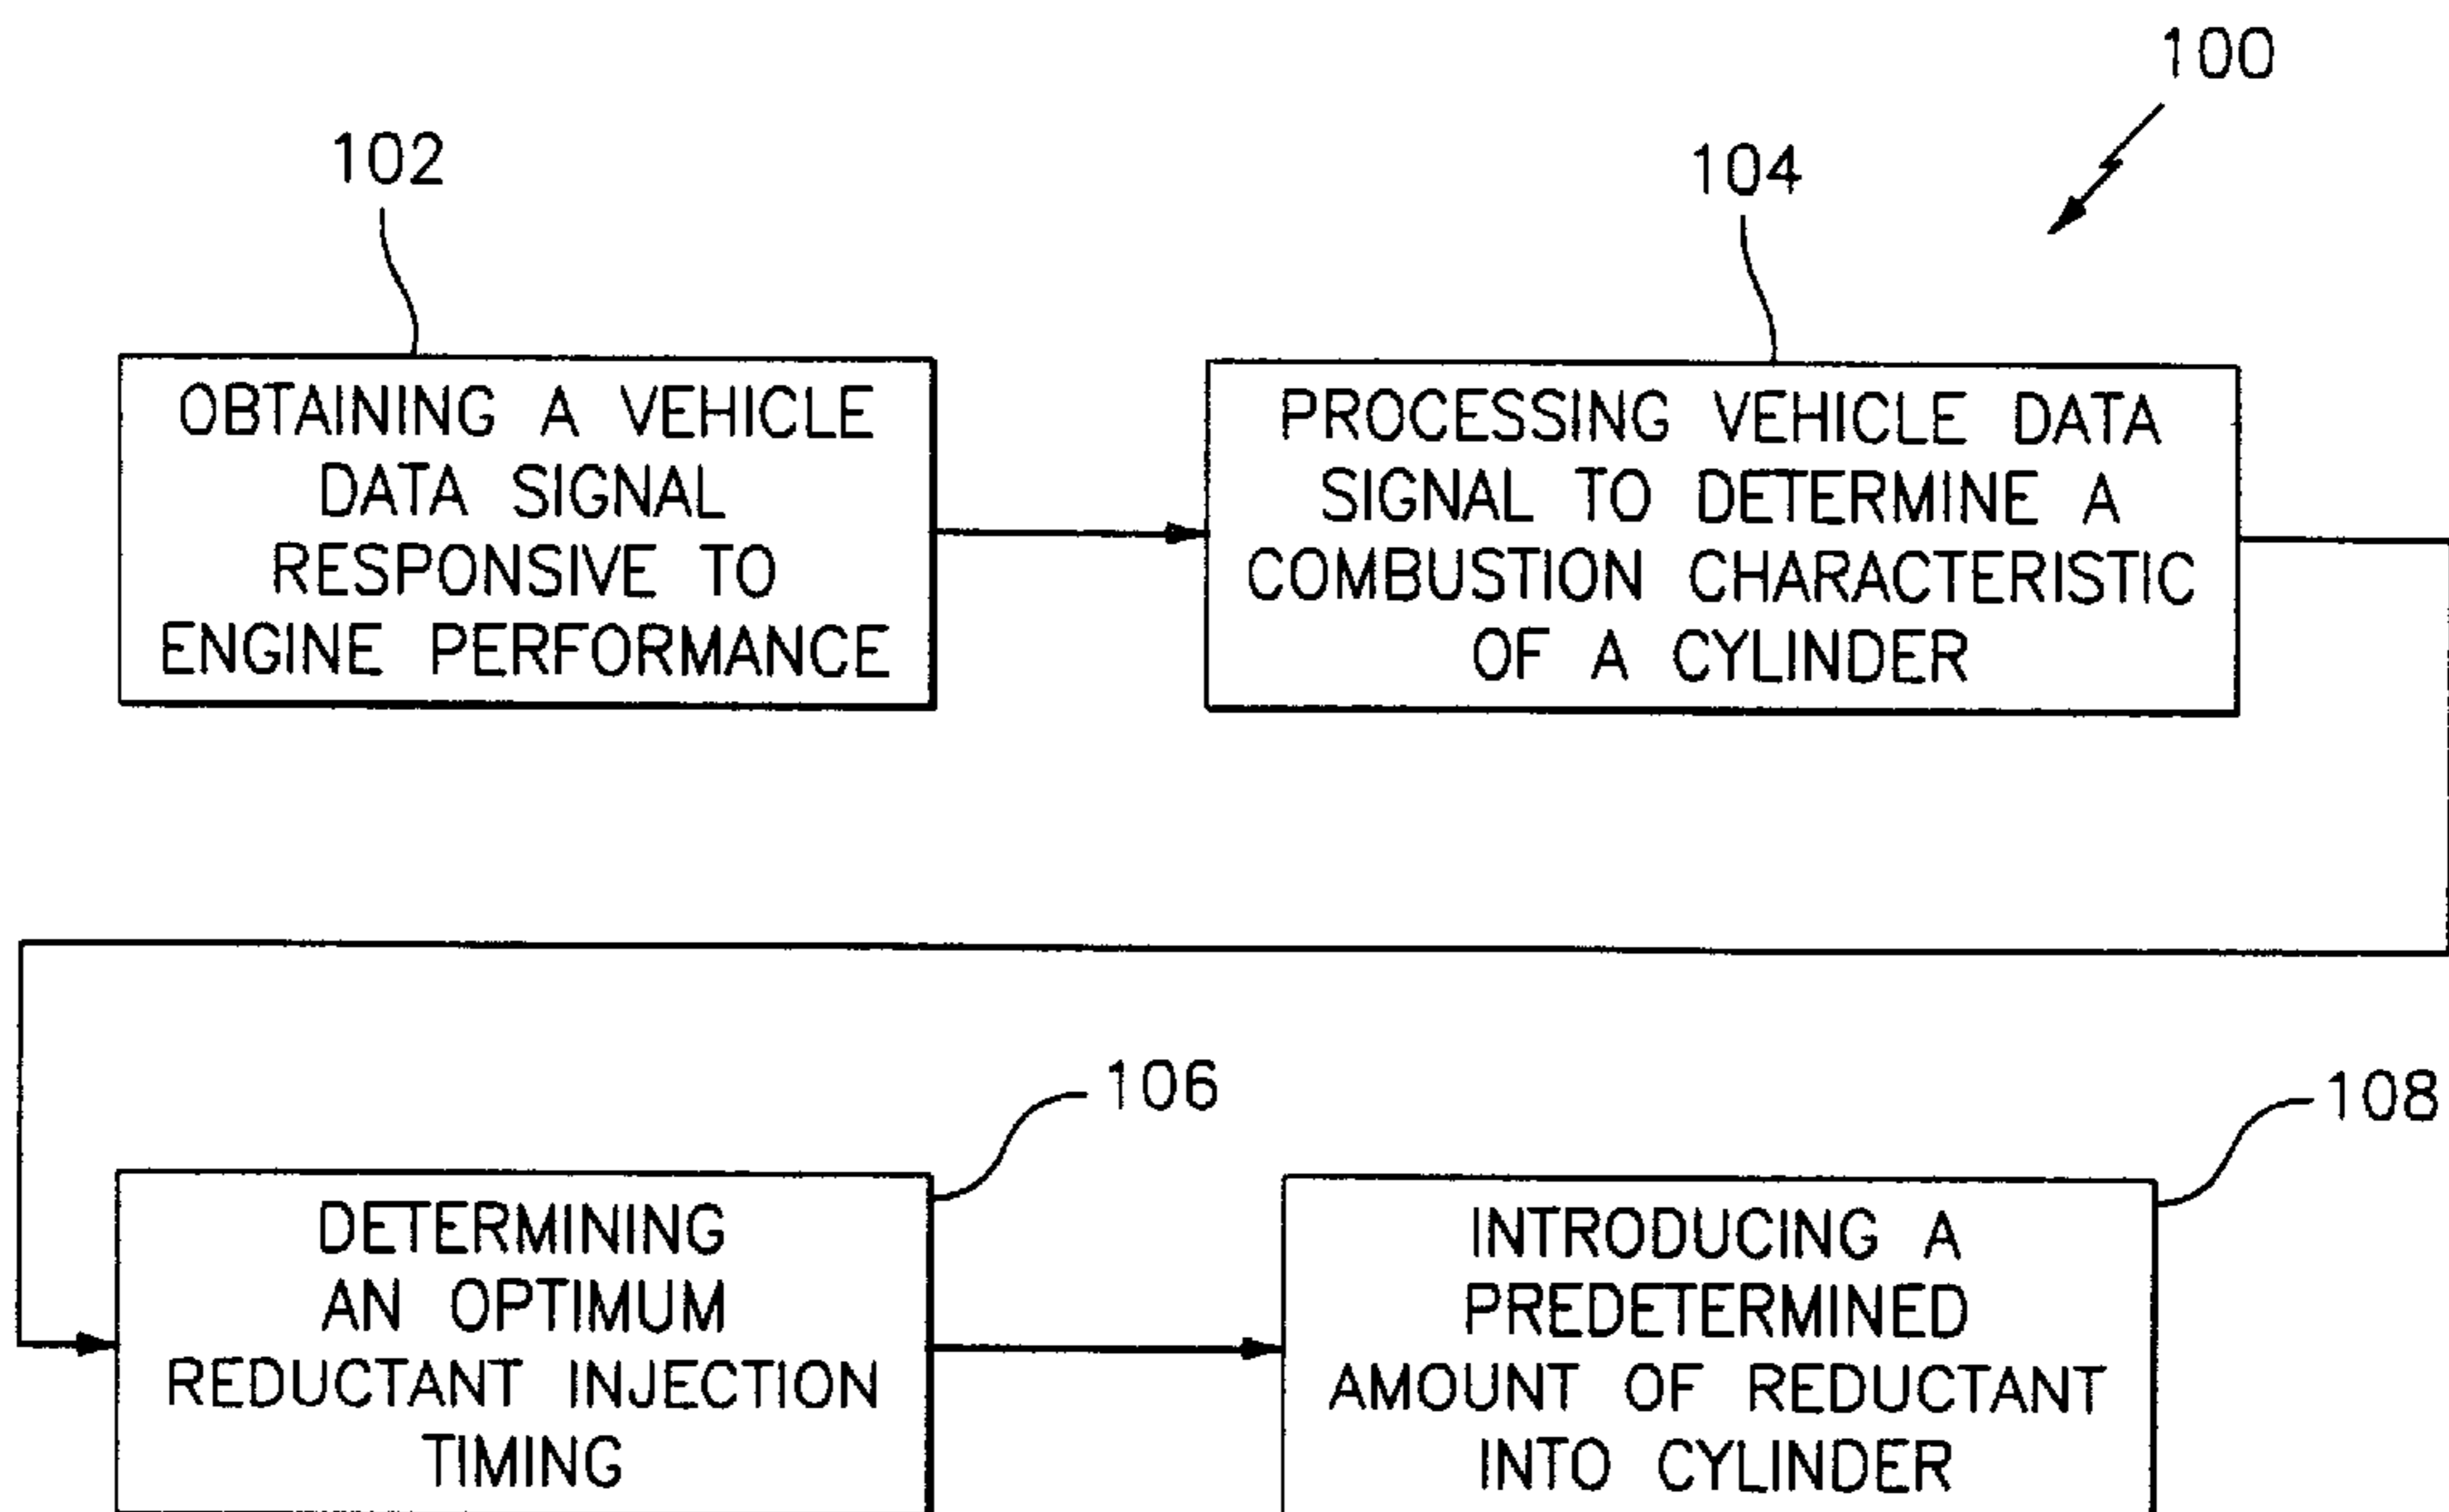 100
102
104
OBTAINING A VEHICLE
DATA SIGNAL
RESPONSIVE TO
ENGINE PERFORMANCE
PROCESSING VEHICLE DATA
SIGNAL TO DETERMINE A
COMBUSTION CHARACTERISTIC
OF A CYLINDER
106
108
DETERMINING
AN OPTIMUM
REDUCTANT INJECTION
TIMING
INTRODUCING A
PREDETERMINED
AMOUNT OF REDUCTANT
INTO CYLINDER